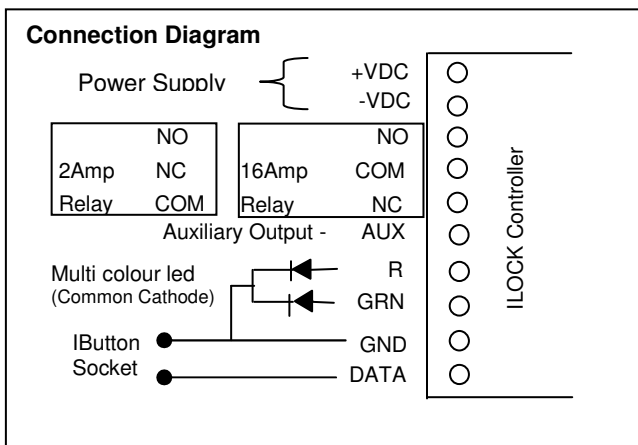 Connection Diagram
Power Supply
+VDC
-VDC
NO
2Amp NC
Relay COM
NO
16Amp COM
Relay NC
Auxiliary Output - AUX
Multi colour led
(Common Cathode)
R
GRN
IButton
Socket
GND
DATA
ILOCK Controller